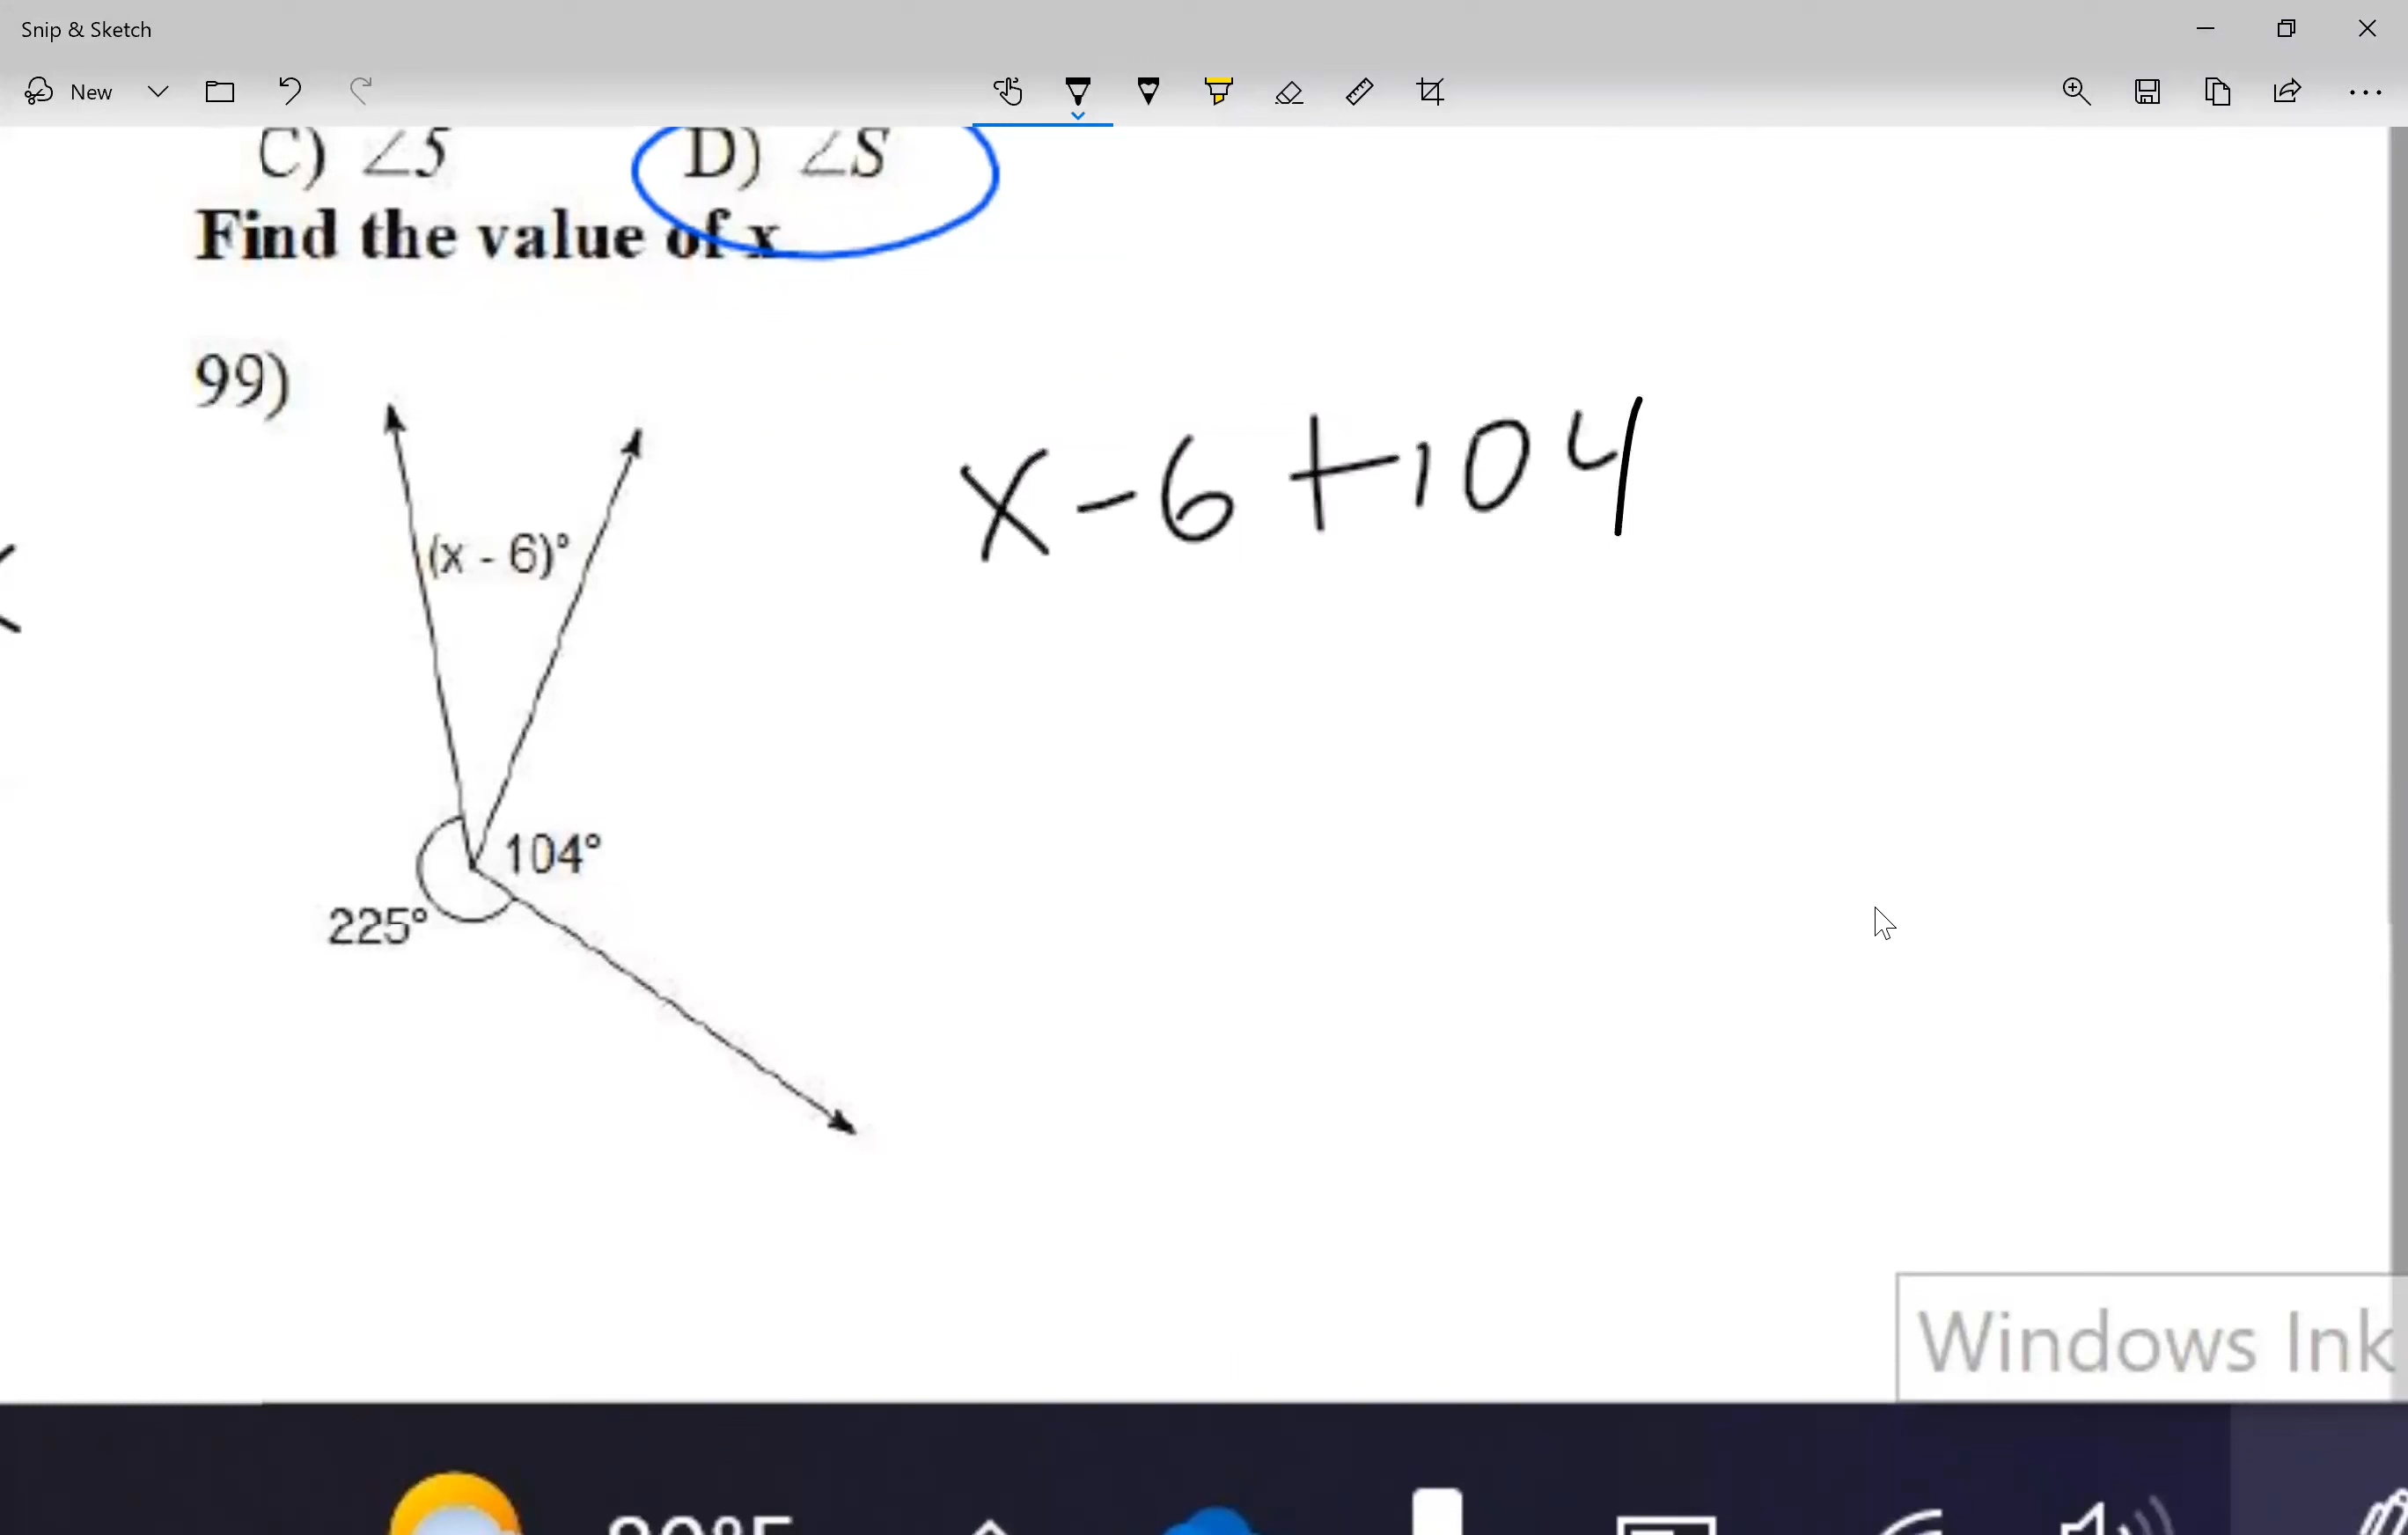 Snip & Sketch
New
C) ∠5 D) ∠S
Find the value of x
99)
x-6+104
(x - 6)°
104°
225°
Windows Ink